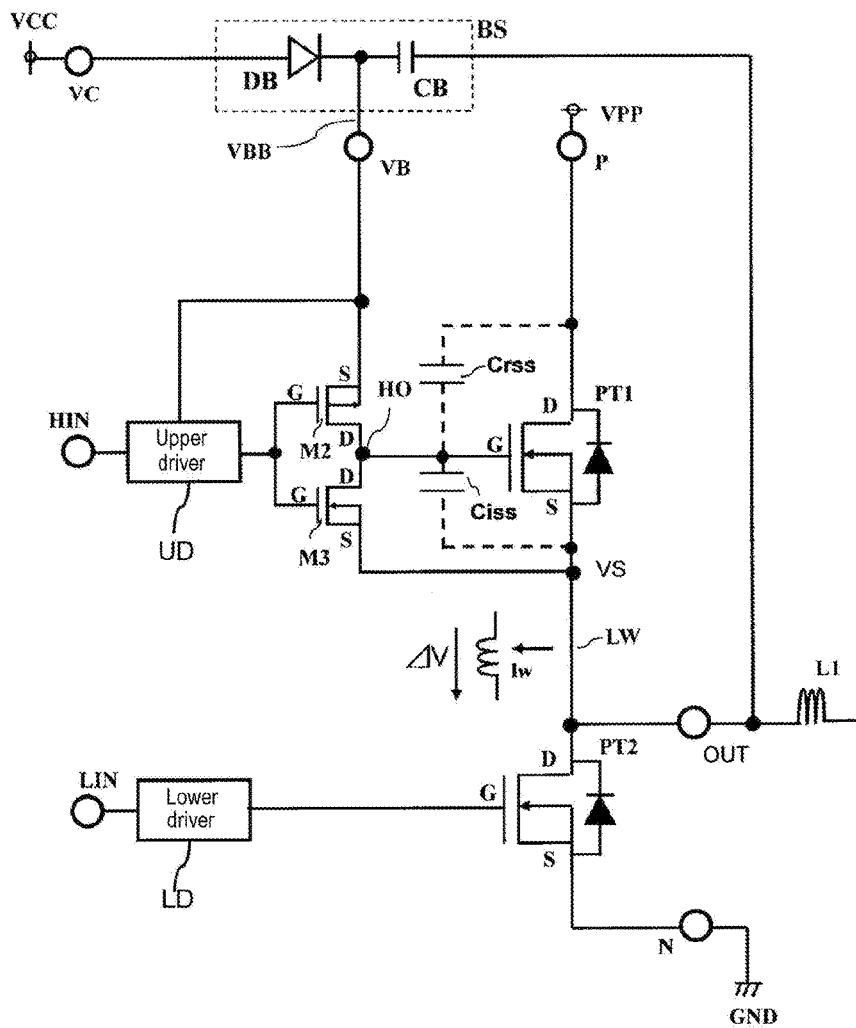 VCC
BS
DB
CB
VC
VPP
VBB
VB
P
Crss
S
HO
D
PT1
HIN
G
Upper
driver
M2
D
G
D
G
Ciss
S
UD
M3
S
VS
ΔV
Iw
LW
L1
OUT
LIN
D
PT2
Lower
driver
G
S
LD
N
GND